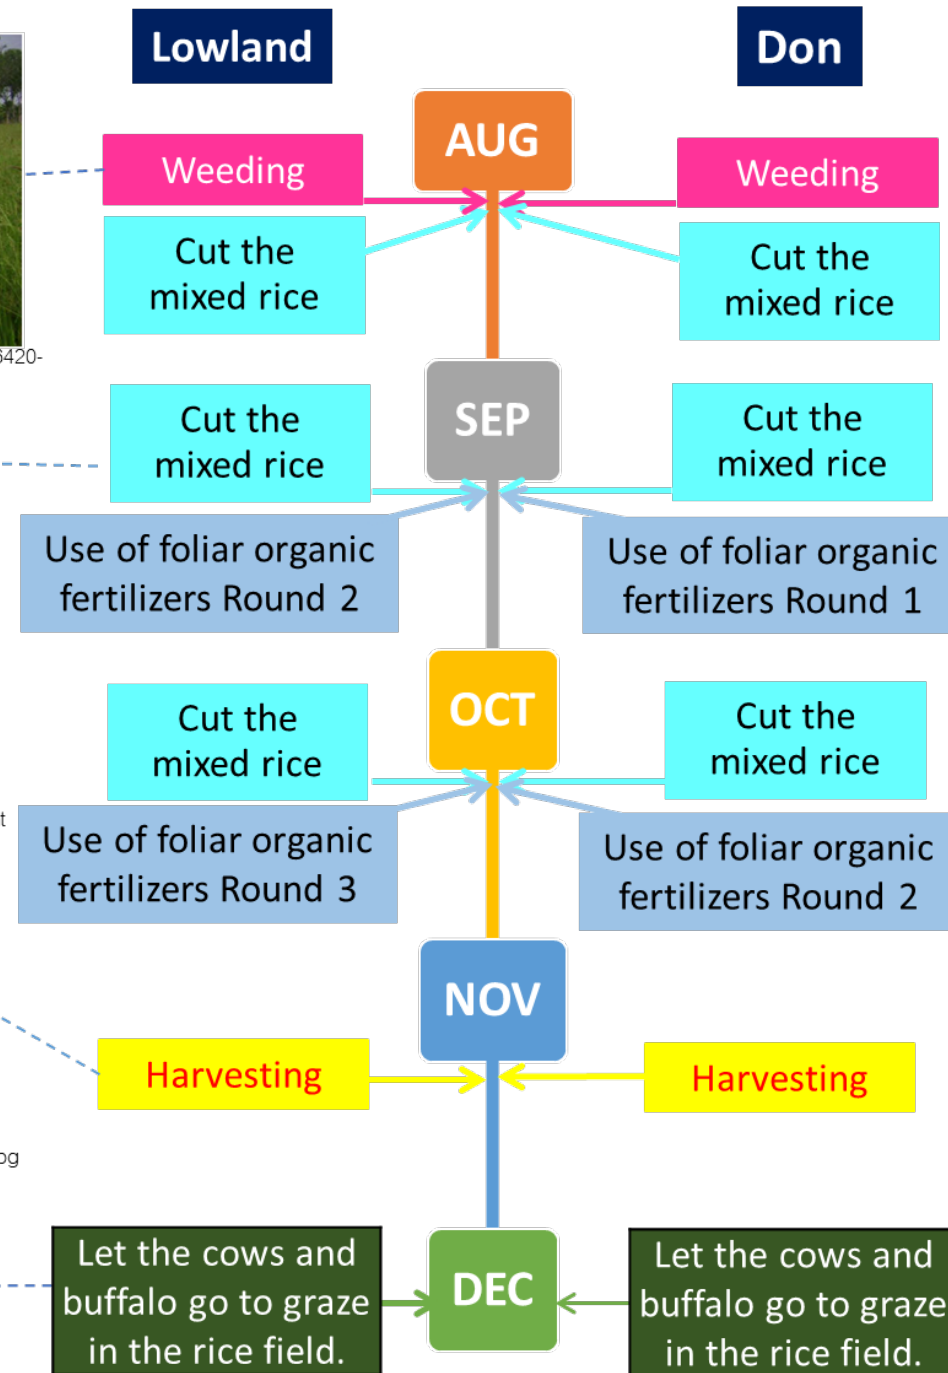 Lowland
Don
AUG
Weeding
Weeding
Cut the
mixed rice
Cut the
mixed rice
6420-
SEP
Cut the
mixed rice
Cut the
mixed rice
Use of foliar organic
fertilizers Round 2
Use of foliar organic
fertilizers Round 1
OCT
Cut the
mixed rice
Cut the
mixed rice
t
Use of foliar organic
fertilizers Round 3
Use of foliar organic
fertilizers Round 2
NOV
Harvesting
Harvesting
og
Let the cows and
buffalo go to graze
in the rice field.
DEC
Let the cows and
buffalo go to graze
in the rice field.